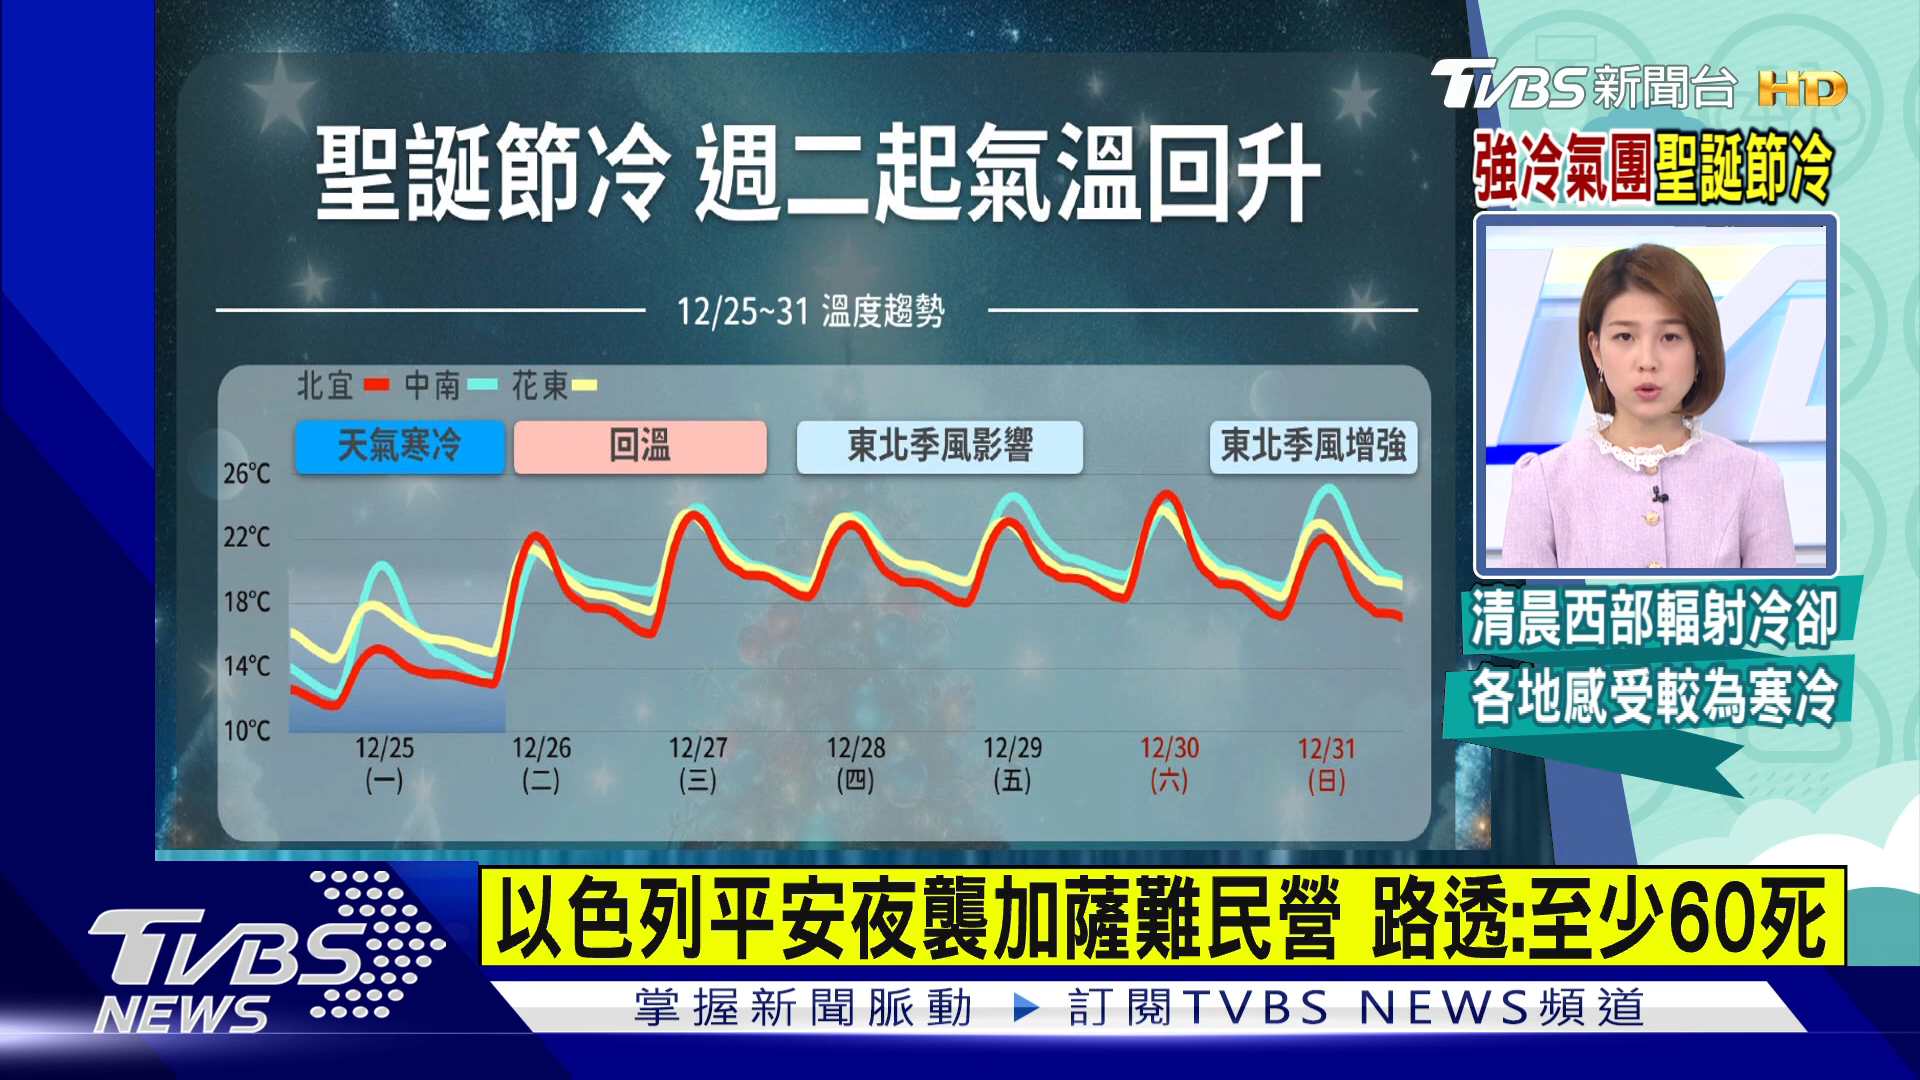 TVBS新聞台 HD
強冷氣團聖誕節冷
聖誕節冷 週二起氣溫回升
12/25~31 溫度趨勢
北宜 中南 花東
天氣寒冷 回溫 東北季風影響 東北季風增強
26°C
22°C
18°C
14°C
10°C
12/25 12/26 12/27 12/28 12/29 12/30 12/31
(一) (二) (三) (四) (五) (六) (日)
清晨西部輻射冷卻
各地感受較為寒冷
以色列平安夜襲加薩難民營 路透:至少60死
TVBS
NEWS
掌握新聞脈動 ▶ 訂閱TVBS NEWS頻道